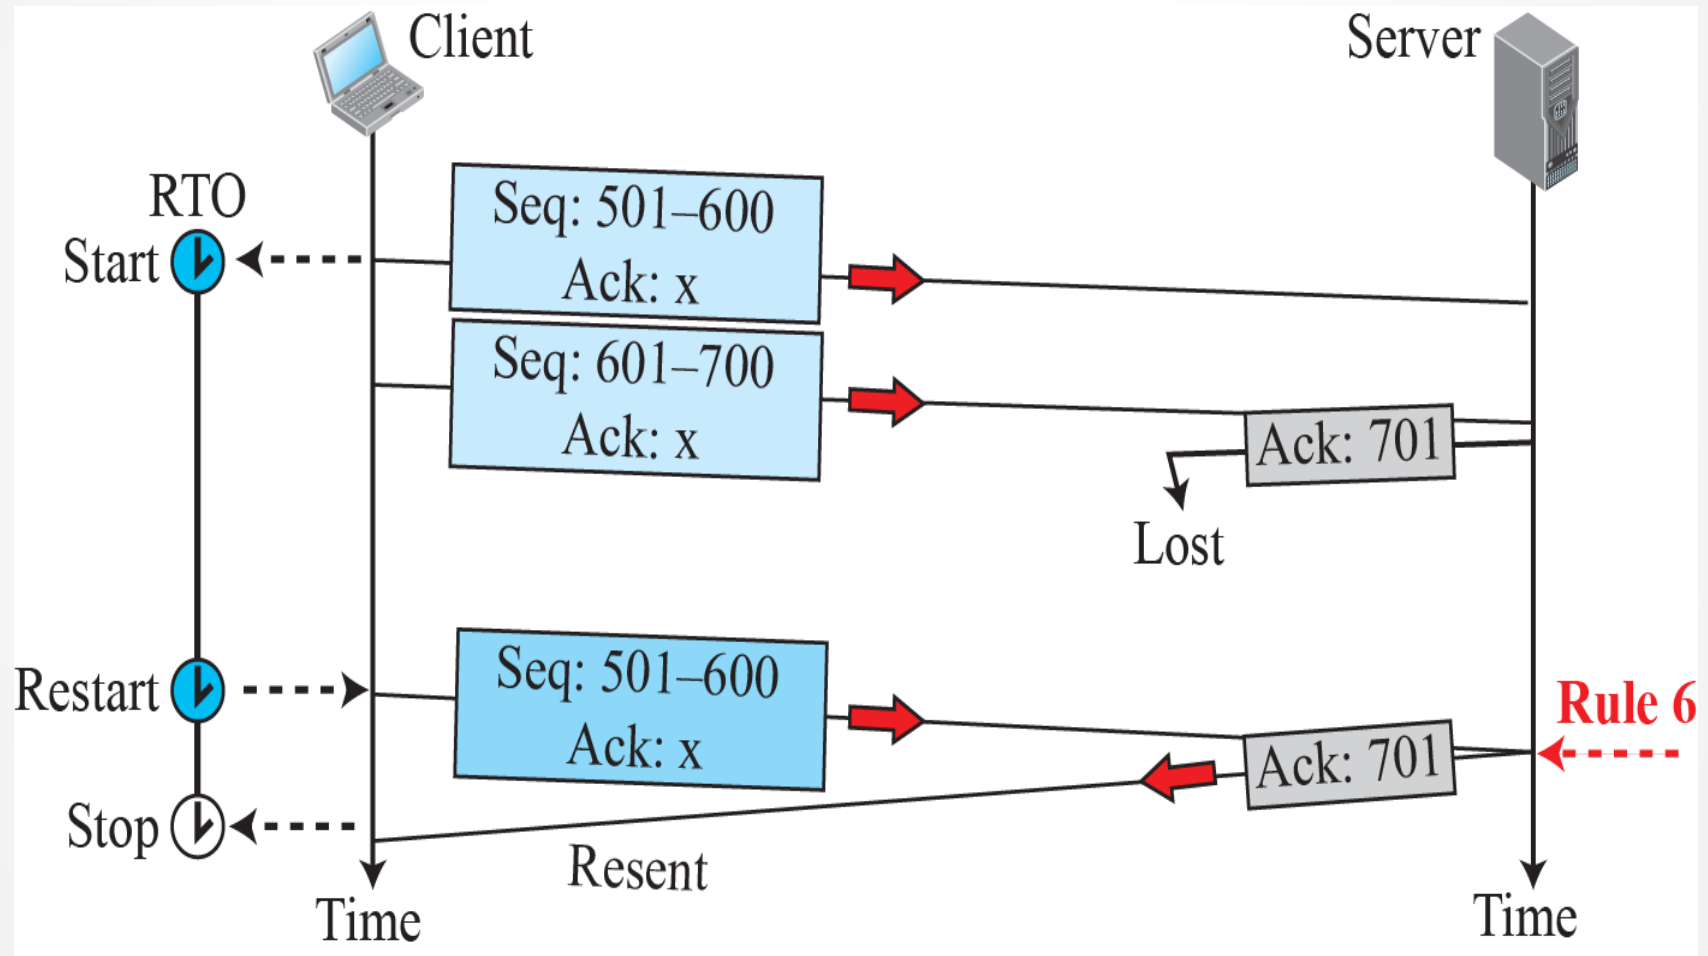 Client
Server
RTO
Start
Seq: 501–600
Ack: x
Seq: 601–700
Ack: x
Ack: 701
Lost
Restart
Seq: 501–600
Ack: x
Rule 6
Ack: 701
Stop
Resent
Time
Time